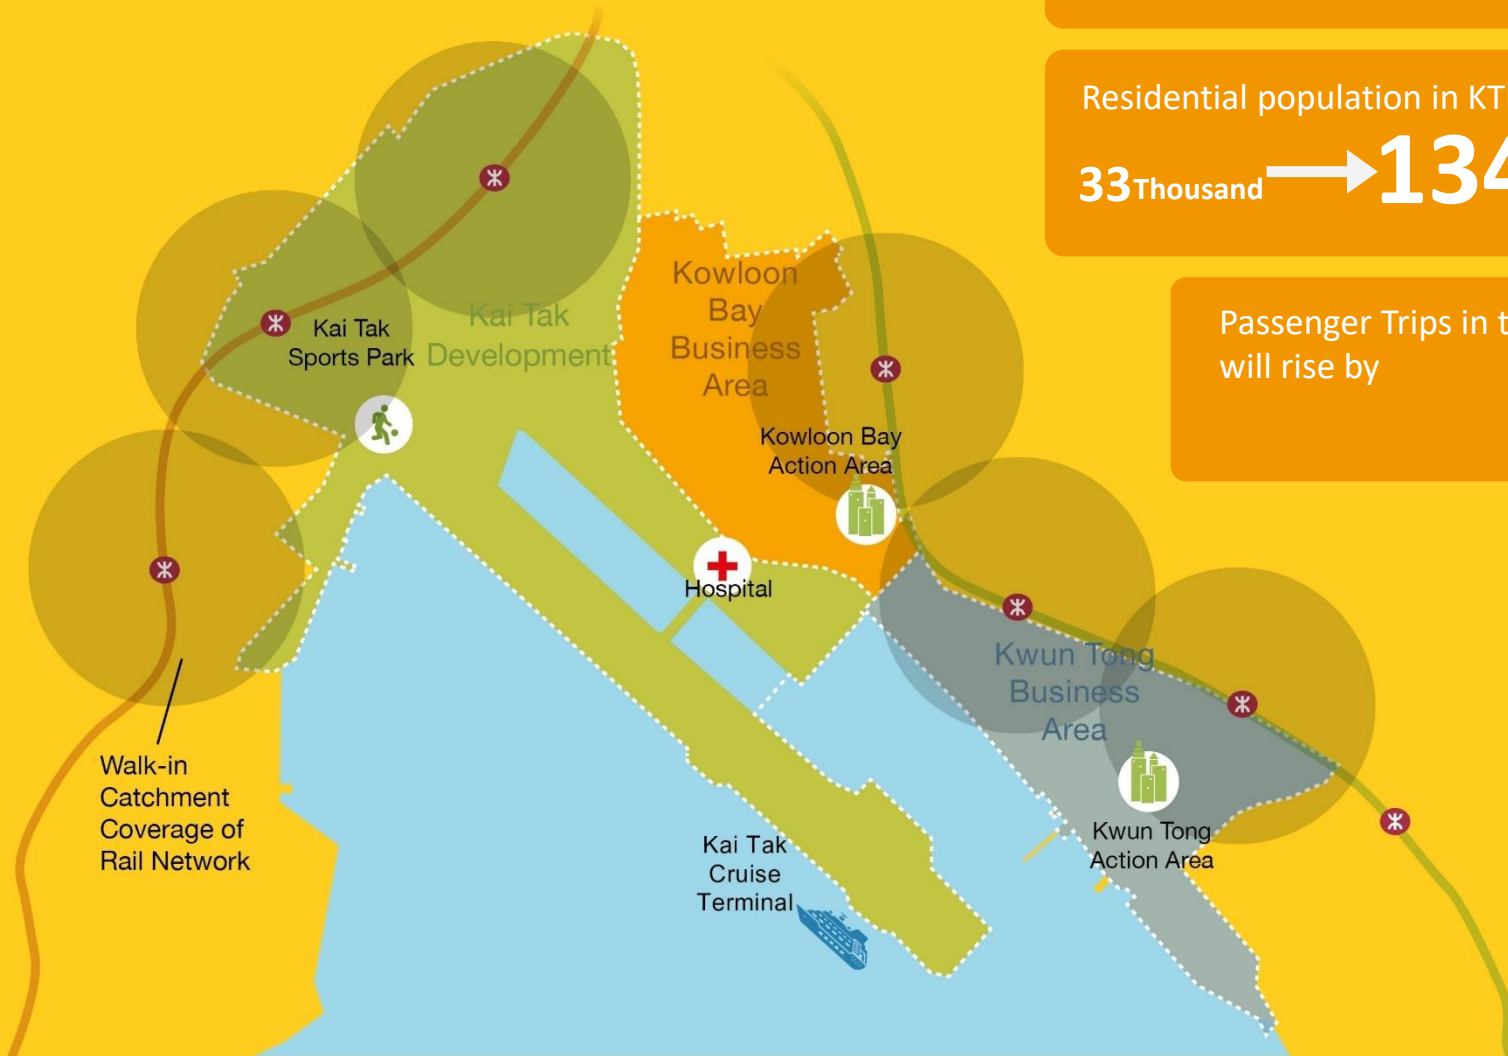 Residential population in KT
33 Thousand 134
Passenger Trips in t
will rise by
Kowloon
Bay
Business
Area
Kai Tak
Development
Kai Tak
Sports Park
Kowloon Bay
Action Area
Hospital
Kwun Tong
Business
Area
Walk-in
Catchment
Coverage of
Rail Network
Kwun Tong
Action Area
Kai Tak
Cruise
Terminal